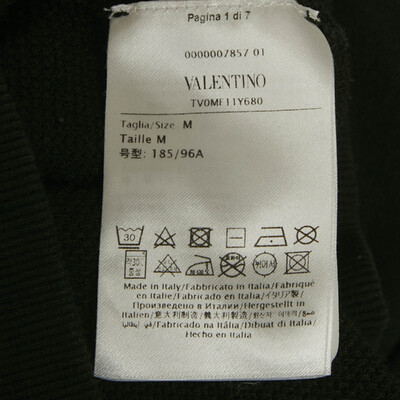 Pagina 1 di 7
0000007857 01
VALENTINO
TV0MF11Y680
Taglia/Size M
Taille M
号型: 185/96A
30
Made in Italy/Fabbricato in Italia/Fabriqué
en Italie/Fabricado en Italia/イタリア製/
Произведено в Италии/Hergestellt in
Italien/意大利制造/義大利製造/
Fabricado na Itália/Dibuat di Italia/
Hecho en Italia